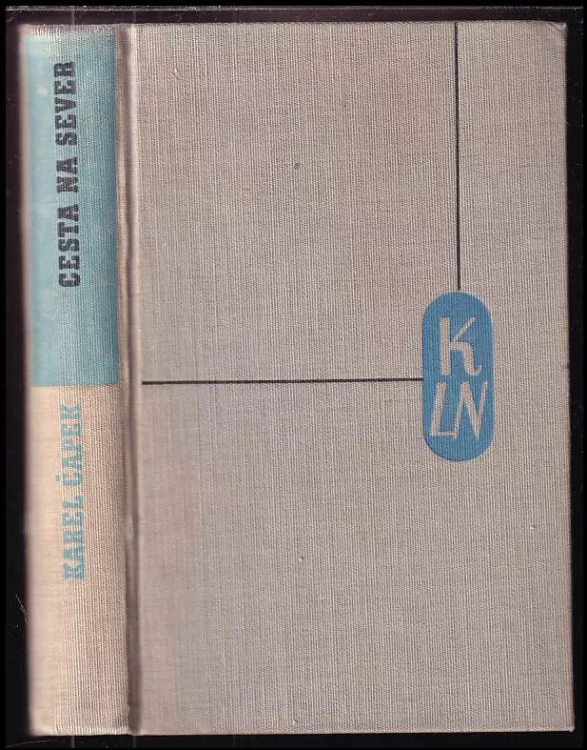 CESTA NA SEVER
KAREL ČAPEK
K
LN